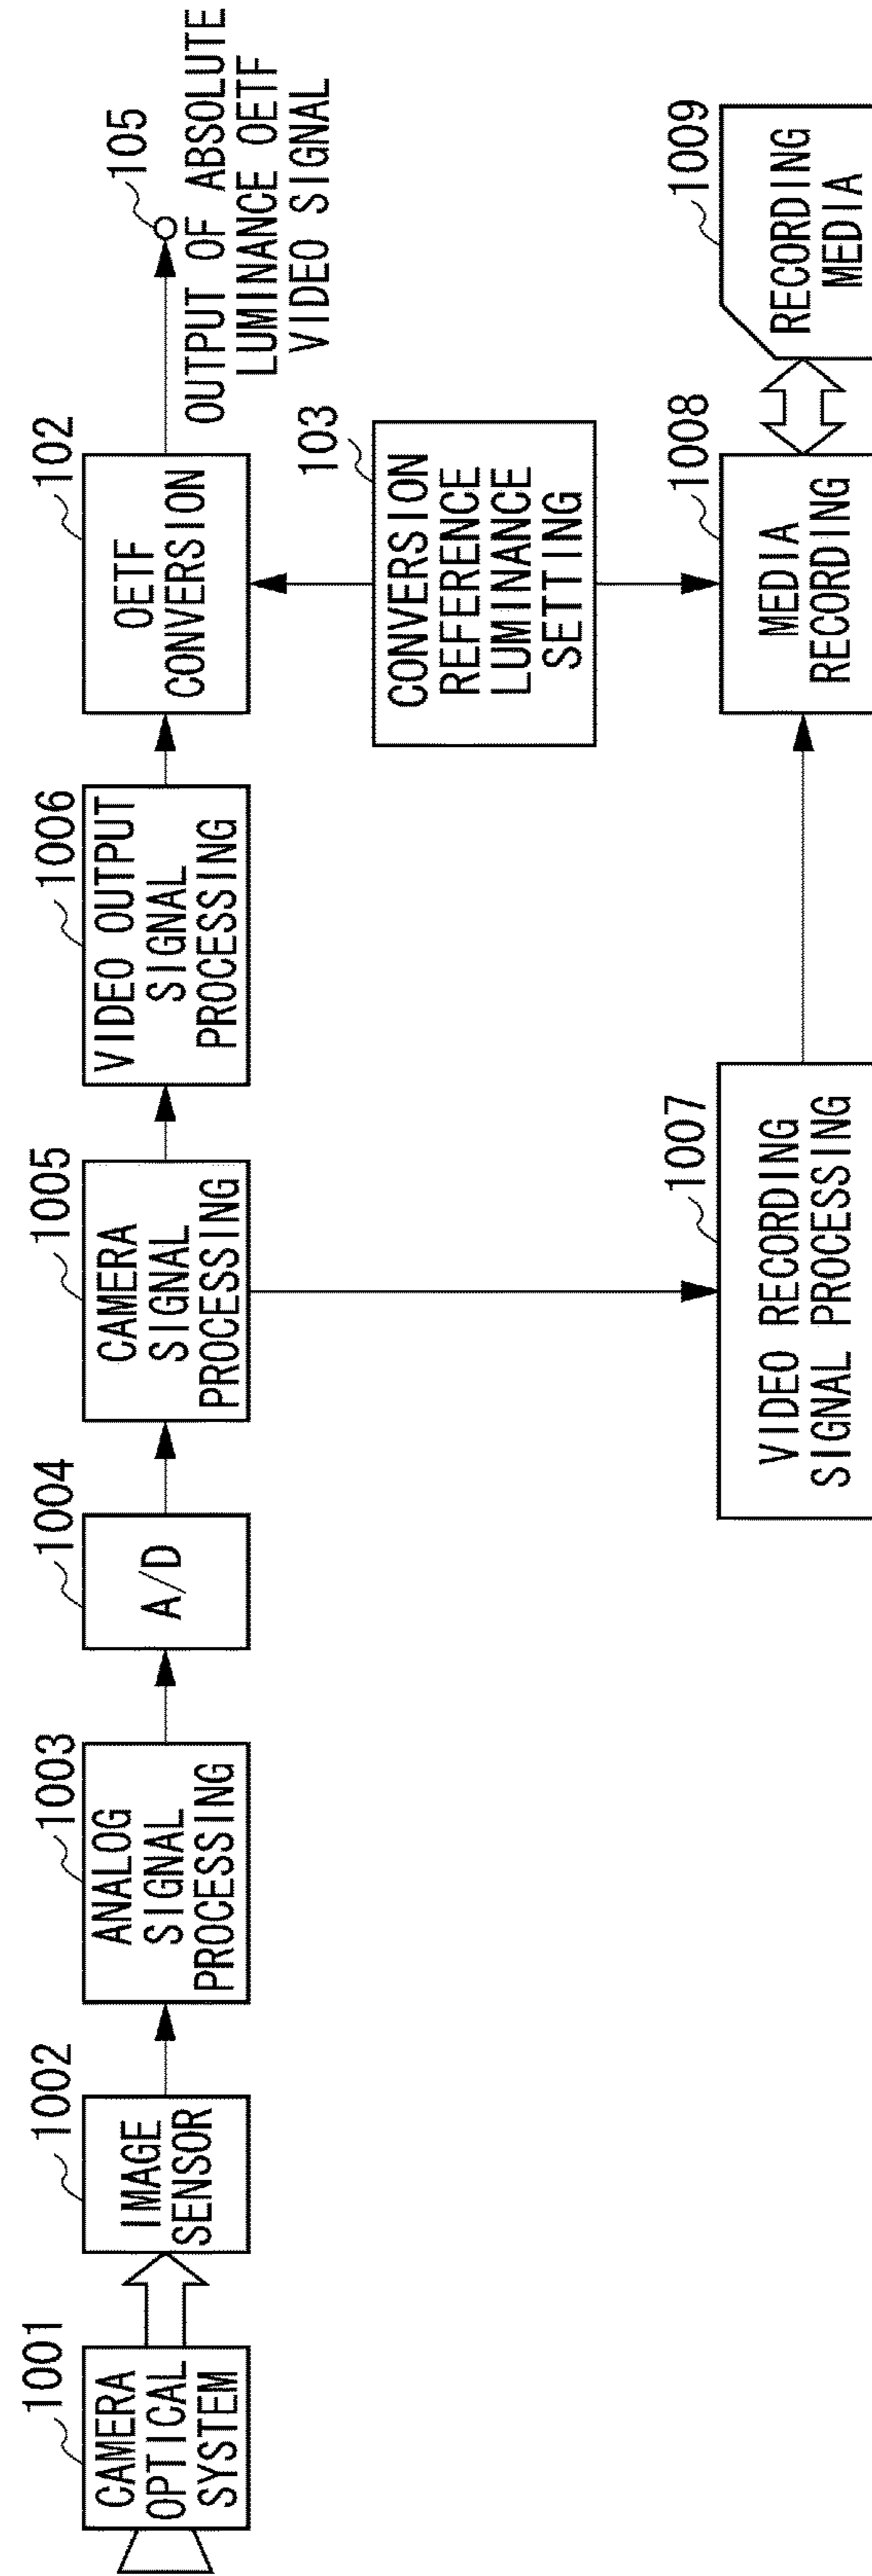 1001
CAMERA
OPTICAL
SYSTEM
1002
IMAGE
SENSOR
1003
ANALOG
SIGNAL
PROCESSING
1004
A/D
1005
CAMERA
SIGNAL
PROCESSING
1006
VIDEO OUTPUT
SIGNAL
PROCESSING
102
OETF
CONVERSION
105
OUTPUT OF ABSOLUTE
LUMINANCE OETF
VIDEO SIGNAL
103
CONVERSION
REFERENCE
LUMINANCE
SETTING
1007
VIDEO RECORDING
SIGNAL PROCESSING
1008
MEDIA
RECORDING
1009
RECORDING
MEDIA